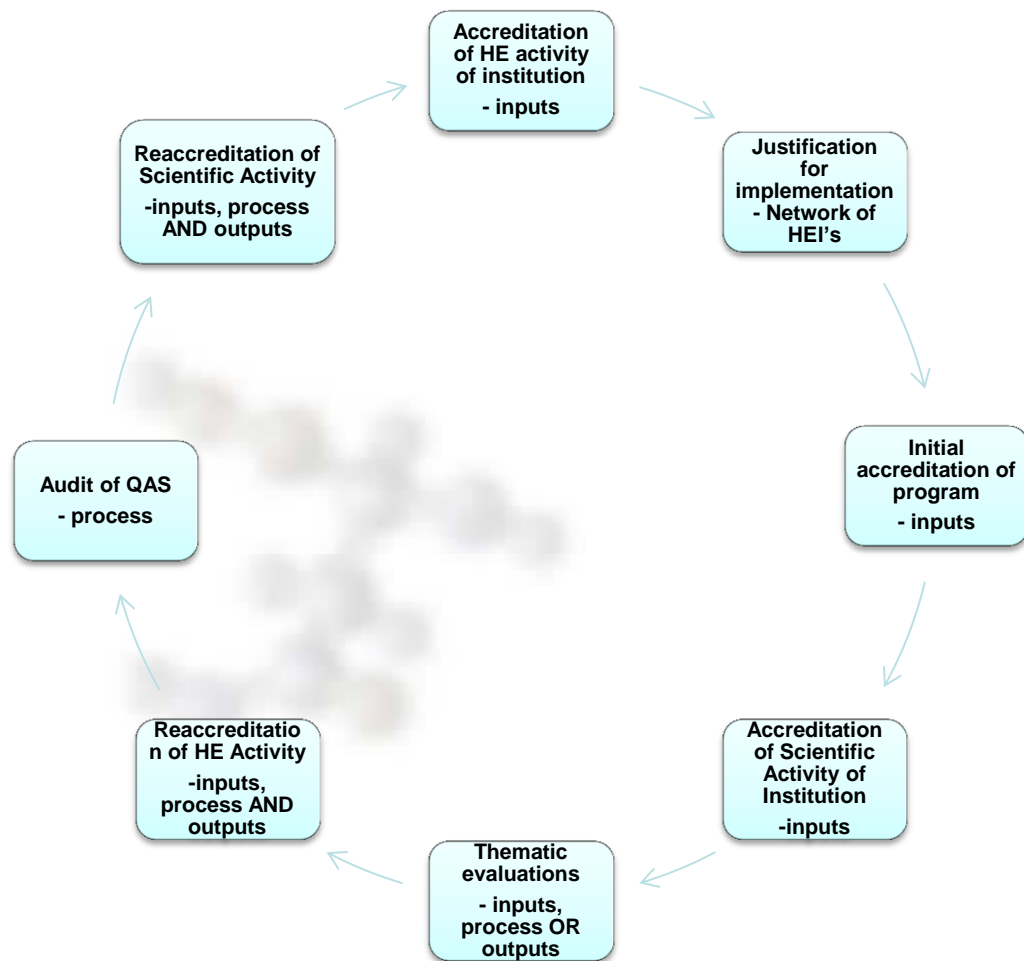 Accreditation
of HE activity
of institution
- inputs
Justification
for
implementation
- Network of
HEI’s
Initial
accreditation of
program
- inputs
Accreditation
of Scientific
Activity of
Institution
-inputs
Thematic
evaluations
- inputs,
process OR
outputs
Reaccreditatio
n of HE Activity
-inputs,
process AND
outputs
Audit of QAS
- process
Reaccreditation of
Scientific Activity
-inputs, process
AND outputs